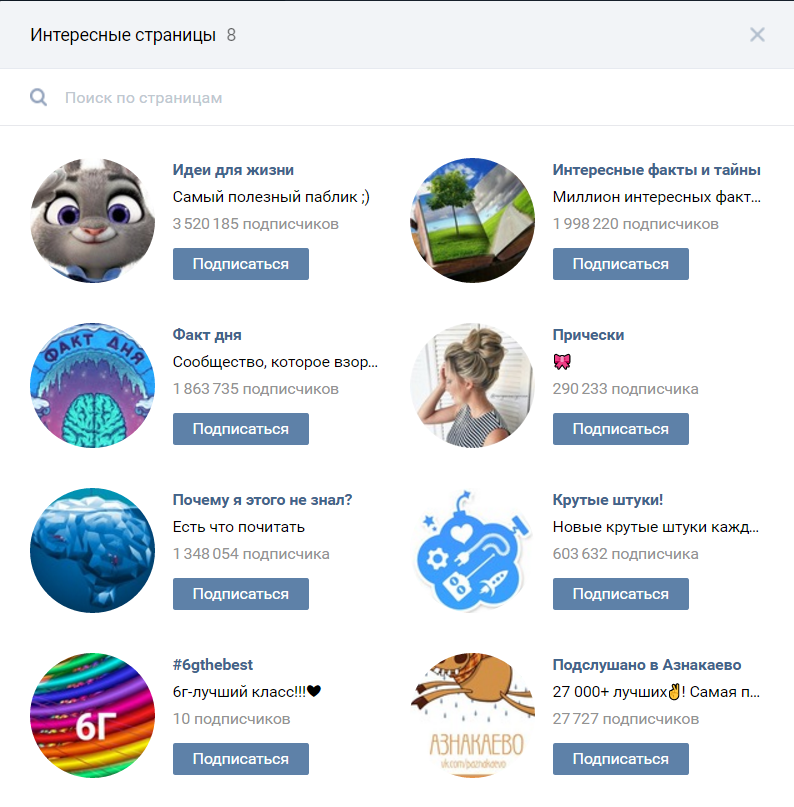 Интересные страницы 8
Поиск по страницам
Идеи для жизни
Самый полезный паблик ;)
3 520 185 подписчиков
Подписаться
Интересные факты и тайны
Миллион интересных факт...
1 998 220 подписчиков
Подписаться
ФАКТ ДНЯ
Факт дня
Сообщество, которое взор...
1 863 735 подписчиков
Подписаться
Прически
🎀
290 233 подписчика
Подписаться
Почему я этого не знал?
Есть что почитать
1 348 054 подписчика
Подписаться
Крутые штуки!
Новые крутые штуки кажд...
603 632 подписчика
Подписаться
6Г
#6gthebest
6г-лучший класс!!!🖤
10 подписчиков
Подписаться
АЗНАКАЕВО
vk.com/paznakaevo
Подслушано в Азнакаево
27 000+ лучших✌! Самая п...
27 727 подписчиков
Подписаться